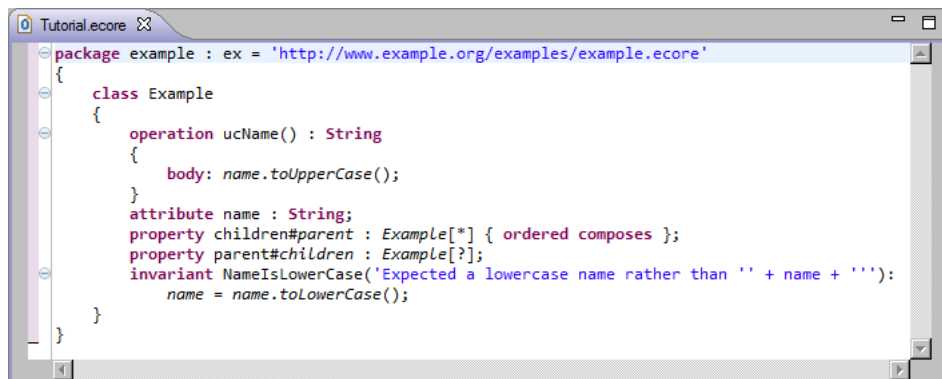 Tutorial.ecore
package example : ex = 'http://www.example.org/examples/example.ecore'
{
    class Example
    {
        operation ucName() : String
        {
            body: name.toUpperCase();
        }
        attribute name : String;
        property children#parent : Example[*] { ordered composes };
        property parent#children : Example[?];
        invariant NameIsLowerCase('Expected a lowercase name rather than '' + name + '''):
            name = name.toLowerCase();
    }
}